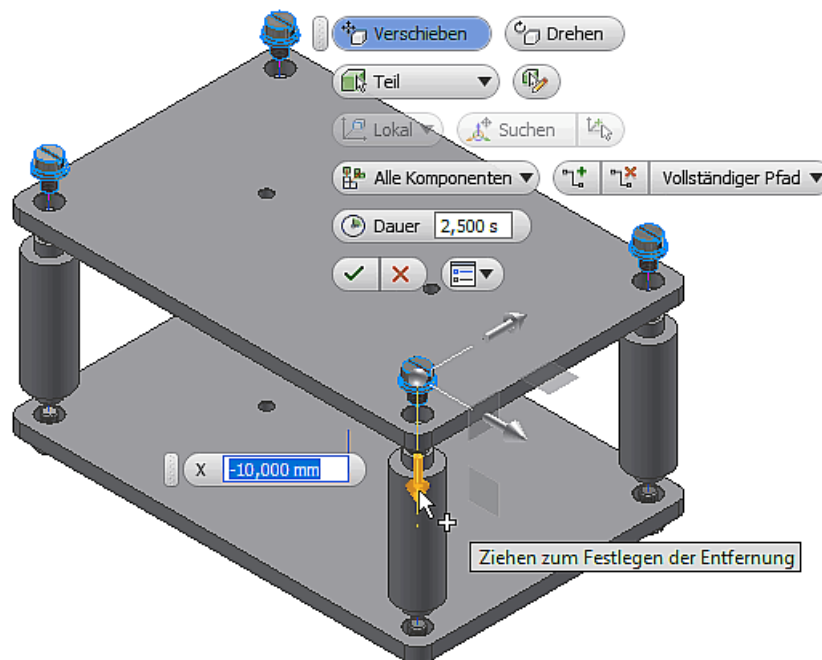 Verschieben Drehen
Teil
Lokal Suchen
Alle Komponenten Vollständiger Pfad
Dauer 2,500 s
X -10,000 mm
Ziehen zum Festlegen der Entfernung